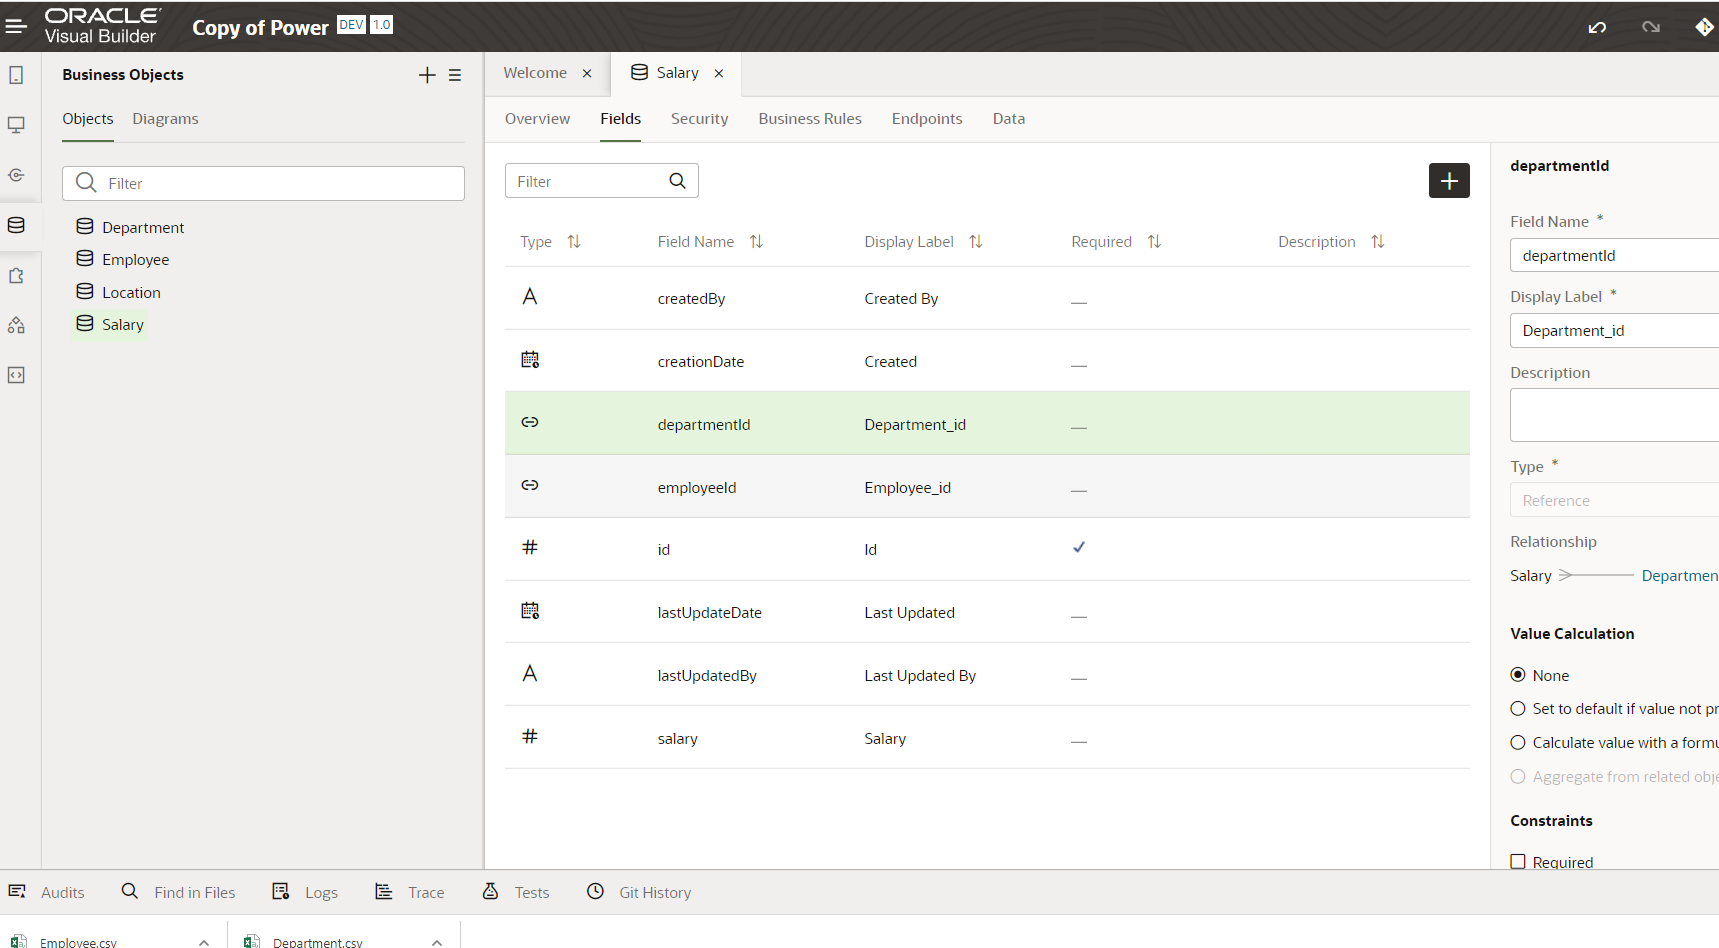 ORACLE
Visual Builder
Copy of Power DEV 1.0
Business Objects
Objects Diagrams
Filter
Department
Employee
Location
Salary
Welcome Salary
Overview Fields Security Business Rules Endpoints Data
Filter
Type Field Name Display Label Required Description
A createdBy Created By
creationDate Created
departmentId Department_id
employeeId Employee_id
# id Id
lastUpdateDate Last Updated
A lastUpdatedBy Last Updated By
# salary Salary
departmentId
Field Name *
departmentId
Display Label *
Department_id
Description
Type *
Reference
Relationship
Salary Departmen
Value Calculation
None
Set to default if value not pr
Calculate value with a formu
Aggregate from related obje
Constraints
Required
Audits Find in Files Logs Trace Tests Git History
Employee.csv Department.csv